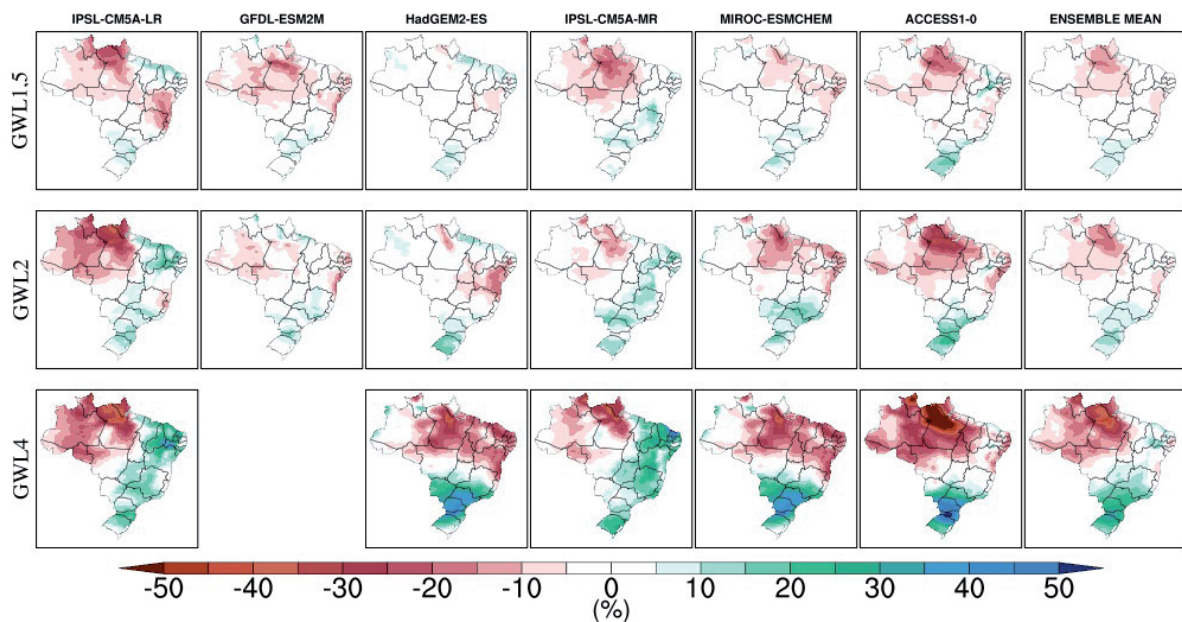 IPSL-CM5A-LR GFDL-ESM2M HadGEM2-ES IPSL-CM5A-MR MIROC-ESMCHEM ACCESS1-0 ENSEMBLE MEAN
GWL1.5
GWL2
GWL4
-50 -40 -30 -20 -10 0 10 20 30 40 50
(%)